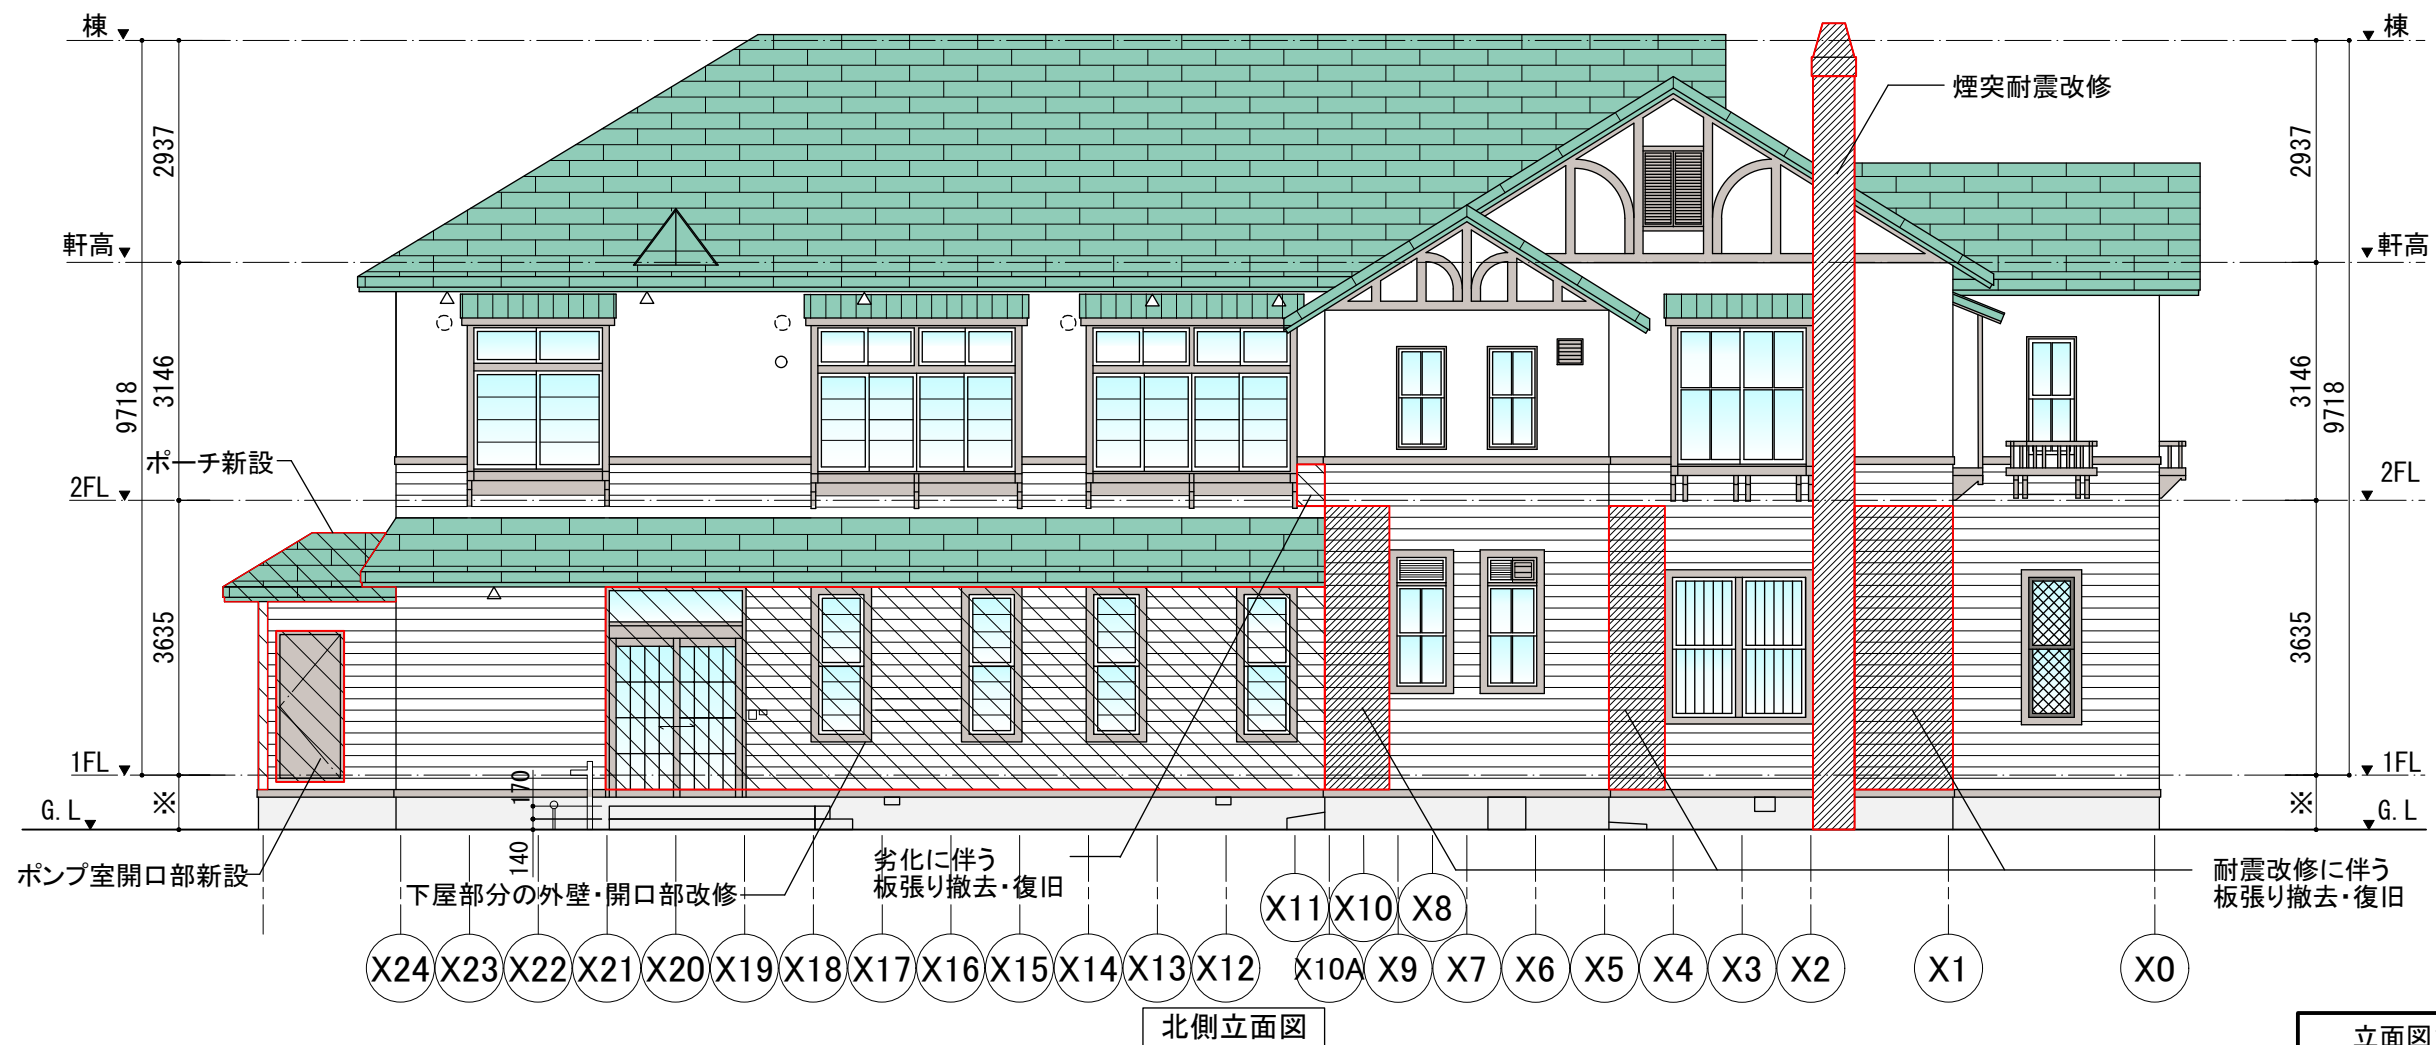 棟
棟
煙突耐震改修
2937
2937
軒高
軒高
3146
9718
3146
9718
ポーチ新設
2FL
2FL
3635
3635
1FL
1FL
170
※
※
G.L
G.L
140
ポンプ室開口部新設
下屋部分の外壁・開口部改修
劣化に伴う
板張り撤去・復旧
耐震改修に伴う
板張り撤去・復旧
X11 X10 X8
X24 X23 X22 X21 X20 X19 X18 X17 X16 X15 X14 X13 X12 X10A X9 X7 X6 X5 X4 X3 X2 X1 X0
北側立面図
立面図